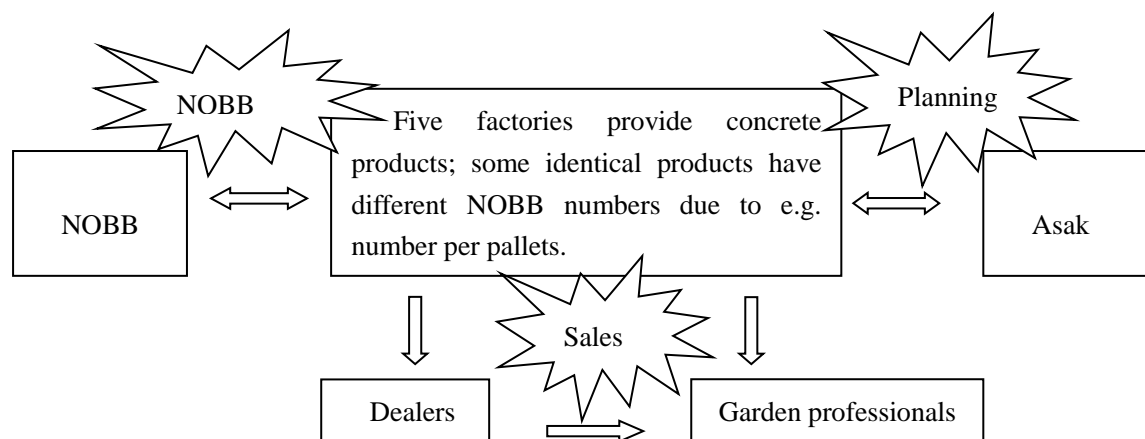 NOBB
Planning
Five factories provide concrete
products; some identical products have
different NOBB numbers due to e.g.
number per pallets.
NOBB
Asak
Sales
Dealers
Garden professionals